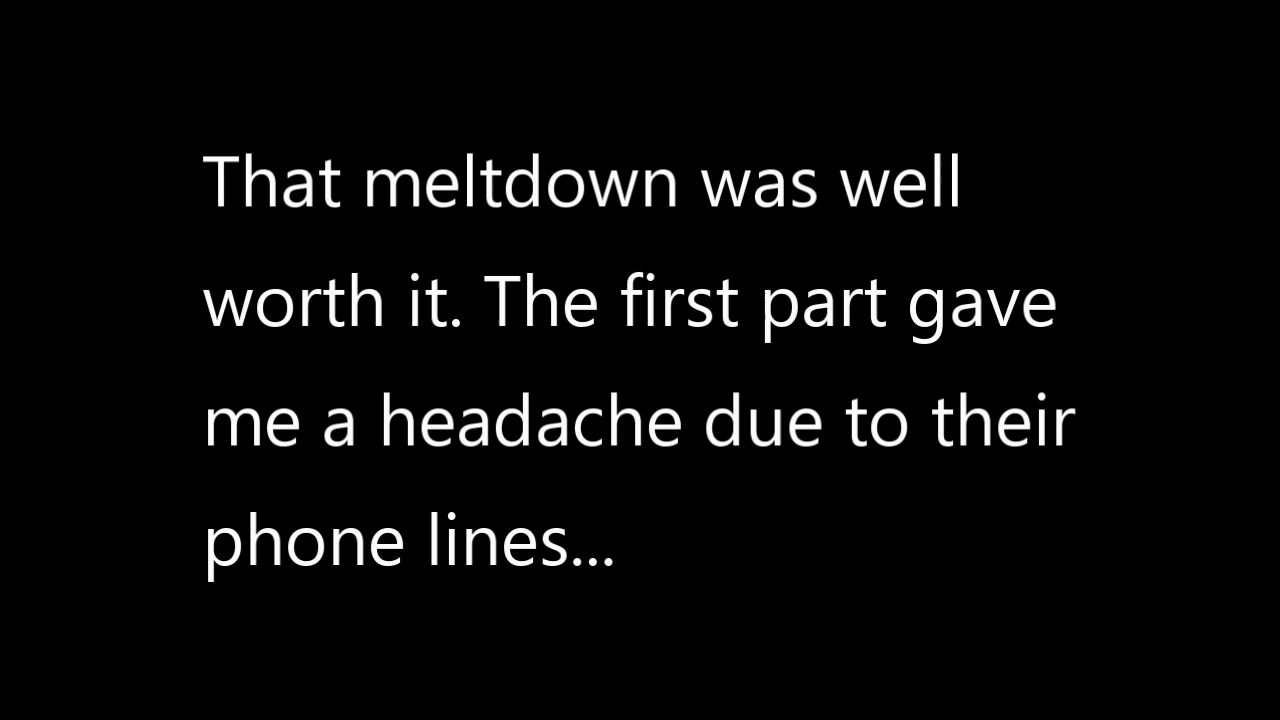 That meltdown was well
worth it. The first part gave
me a headache due to their
phone lines...